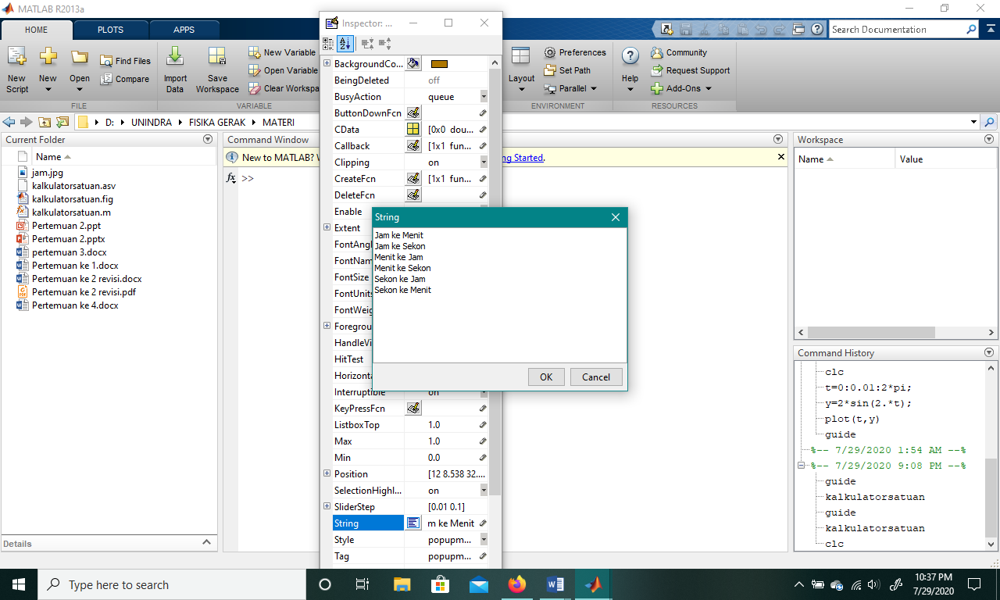 MATLAB R2013a
HOME
PLOTS
APPS
Search Documentation
New Script
New
Open
Find Files
Compare
Import Data
Save Workspace
New Variable
Open Variable
Clear Workspa
Layout
Preferences
Set Path
Parallel
Help
Community
Request Support
Add-Ons
FILE
VARIABLE
ENVIRONMENT
RESOURCES
D:
UNINDRA
FISIKA GERAK
MATERI
Current Folder
Name
jam.jpg
kalkulatorsatuan.asv
kalkulatorsatuan.fig
kalkulatorsatuan.m
Pertemuan 2.ppt
Pertemuan 2.pptx
pertemuan 3.docx
Pertemuan ke 1.docx
Pertemuan ke 2 revisi.docx
Pertemuan ke 2 revisi.pdf
Pertemuan ke 4.docx
Details
Command Window
New to MATLAB?
ng Started.
fx >>
Inspector: ...
BackgroundCo...
BeingDeleted off
BusyAction queue
ButtonDownFcn
CData [0x0 dou...
Callback [1x1 fun...
Clipping on
CreateFcn [1x1 fun...
DeleteFcn
Enable
Extent
FontAngl
FontNam
FontSize
FontUnits
FontWeig
Foregrou
HandleVi
HitTest
Horizonta
Interruptible on
KeyPressFcn
ListboxTop 1.0
Max 1.0
Min 0.0
Position [12 8.538 32....
SelectionHighl... on
SliderStep [0.01 0.1]
String m ke Menit
Style popupm...
Tag popupm...
String
Jam ke Menit
Jam ke Sekon
Menit ke Jam
Menit ke Sekon
Sekon ke Jam
Sekon ke Menit
OK
Cancel
Workspace
Name
Value
Command History
clc
t=0:0.01:2*pi;
y=2*sin(2.*t);
plot(t,y)
guide
%-- 7/29/2020 1:54 AM --%
%-- 7/29/2020 9:08 PM --%
guide
kalkulatorsatuan
guide
kalkulatorsatuan
clc
Type here to search
10:37 PM
7/29/2020